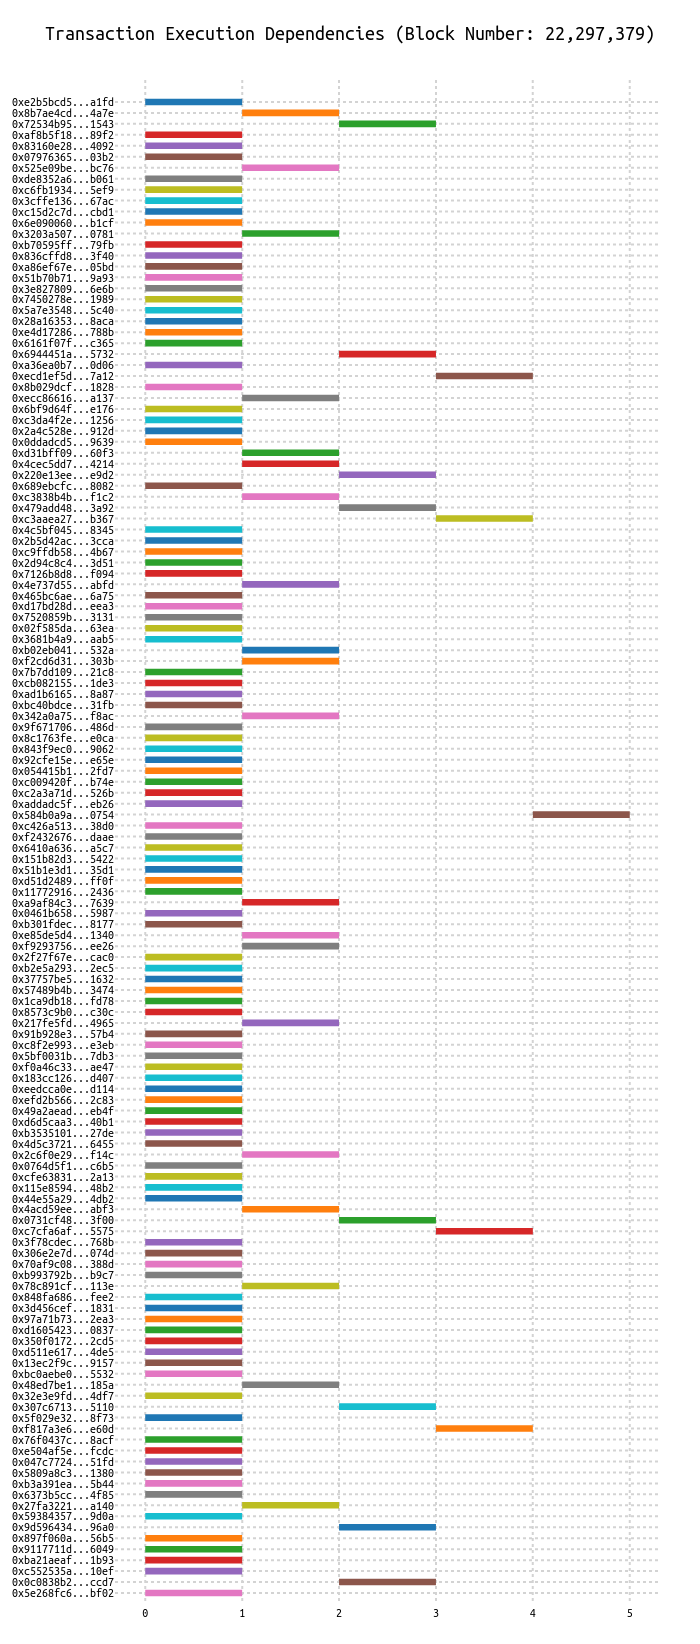 Transaction Execution Dependencies (Block Number: 22,297,379)
0xe2b5bcd5...a1fd
0x8b7ae4cd...4a7e
0x72534b95...1543
0xaf8b5f18...89f2
0x83160e28...4092
0x07976365...03b2
0x525e09be...bc76
0xde8352a6...b061
0xc6fb1934...5ef9
0x3cffe136...67ac
0xc15d2c7d...cbd1
0x6e090060...b1cf
0x3203a507...0781
0xb70595ff...79fb
0x836cffd8...3f40
0xa86ef67e...05bd
0x51b70b71...9a93
0x3e827809...6e6b
0x7450278e...1989
0x5a7e3548...5c40
0x28a16353...8aca
0xe4d17286...788b
0x6161f07f...c365
0x6944451a...5732
0xa36ea0b7...0d06
0xecd1ef5d...7a12
0x8b029dcf...1828
0xecc86616...a137
0x6bf9d64f...e176
0xc3da4f2e...1256
0x2a4c528e...912d
0x0ddadcd5...9639
0xd31bff09...60f3
0x4cec5dd7...4214
0x220e13ee...e9d2
0x689ebcfc...8082
0xc3838b4b...f1c2
0x479add48...3a92
0xc3aaea27...b367
0x4c5bf045...8345
0x2b5d42ac...3cca
0xc9ffdb58...4b67
0x2d94c8c4...3d51
0x7126b8d8...f094
0x4e737d55...abfd
0x465bc6ae...6a75
0xd17bd28d...eea3
0x7520859b...3131
0x02f585da...63ea
0x3681b4a9...aab5
0xb02eb041...532a
0xf2cd6d31...303b
0x7b7dd109...21c8
0xcb082155...1de3
0xad1b6165...8a87
0xbc40bdce...31fb
0x342a0a75...f8ac
0x9f671706...486d
0x8c1763fe...e0ca
0x843f9ec0...9062
0x92cfe15e...e65e
0x054415b1...2fd7
0xc009420f...b74e
0xc2a3a71d...526b
0xaddadc5f...eb26
0x584b0a9a...0754
0xc426a513...38d0
0xf2432676...daae
0x6410a636...a5c7
0x151b82d3...5422
0x51b1e3d1...35d1
0xd51d2489...ff0f
0x11772916...2436
0xa9af84c3...7639
0x0461b658...5987
0xb301fdec...8177
0xe85de5d4...1340
0xf9293756...ee26
0x2f27f67e...cac0
0xb2e5a293...2ec5
0x37757be5...1632
0x57489b4b...3474
0x1ca9db18...fd78
0x8573c9b0...c30c
0x217fe5fd...4965
0x91b928e3...57b4
0xc8f2e993...e3eb
0x5bf0031b...7db3
0xf0a46c33...ae47
0x183cc126...d407
0xeedcca0e...d114
0xefd2b566...2c83
0x49a2aead...eb4f
0xd6d5caa3...40b1
0xb3535101...27de
0x4d5c3721...6455
0x2c6f0e29...f14c
0x0764d5f1...c6b5
0xcfe63831...2a13
0x115e8594...48b2
0x44e55a29...4db2
0x4acd59ee...abf3
0x0731cf48...3f00
0xc7cfa6af...5575
0x3f78cdec...768b
0x306e2e7d...074d
0x70af9c08...388d
0xb993792b...b9c7
0x78c891cf...113e
0x848fa686...fee2
0x3d456cef...1831
0x97a71b73...2ea3
0xd1605423...0837
0x350f0172...2cd5
0xd511e617...4de5
0x13ec2f9c...9157
0xbc0aebe0...5532
0x48ed7be1...185a
0x32e3e9fd...4df7
0x307c6713...5110
0x5f029e32...8f73
0xf817a3e6...e60d
0x76f0437c...8acf
0xe504af5e...fcdc
0x047c7724...51fd
0x5809a8c3...1380
0xb3a391ea...5b44
0x6373b5cc...4f85
0x27fa3221...a140
0x59384357...9d0a
0x9d596434...96a0
0x897f060a...56b5
0x9117711d...6049
0xba21aeaf...1b93
0xc552535a...10ef
0x0c0838b2...ccd7
0x5e268fc6...bf02
0 1 2 3 4 5